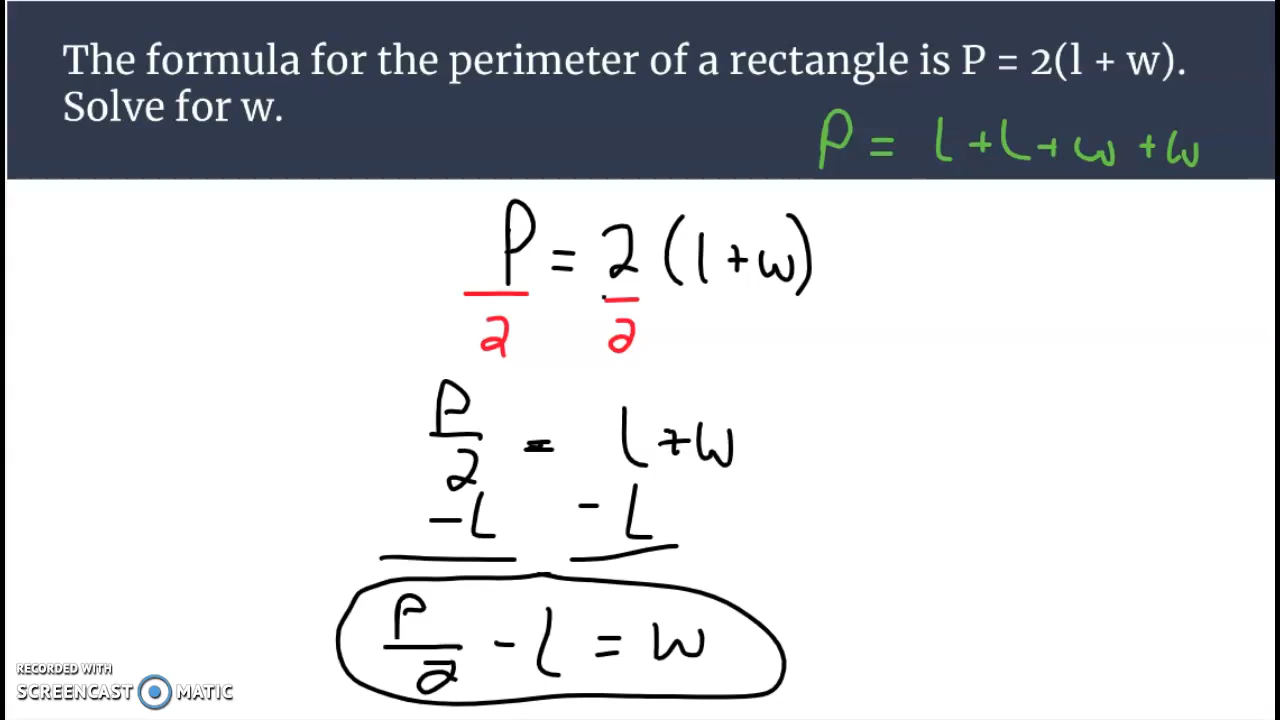 The formula for the perimeter of a rectangle is P = 2(l + w).
Solve for w.
P = L + L + w + w
P = 2 (l + w)
2 2
P/2 = l + w
- L - L
P/2 - l = w
RECORDED WITH
SCREENCAST MATIC